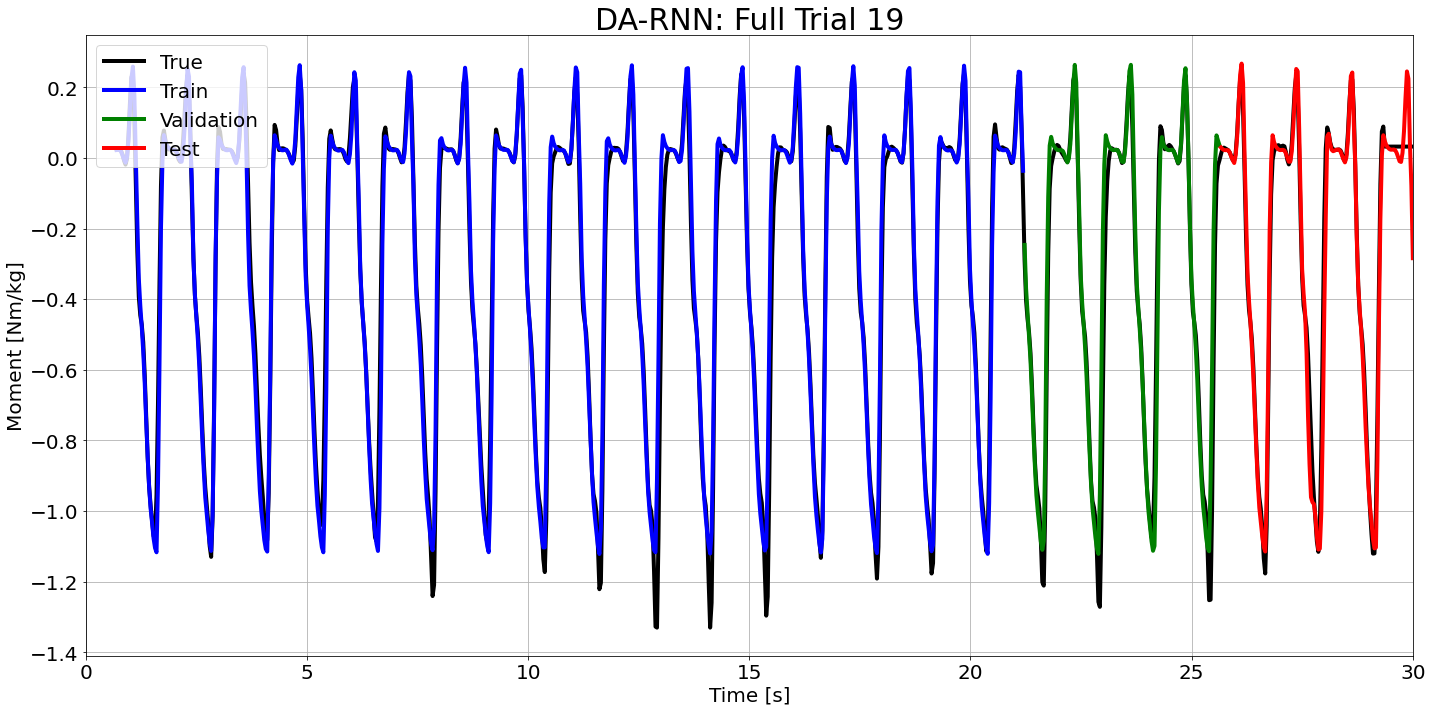 DA-RNN: Full Trial 19
True
Train
Validation
Test
0.2
0.0
−0.2
−0.4
−0.6
−0.8
−1.0
−1.2
−1.4
Moment [Nm/kg]
0 5 10 15 20 25 30
Time [s]